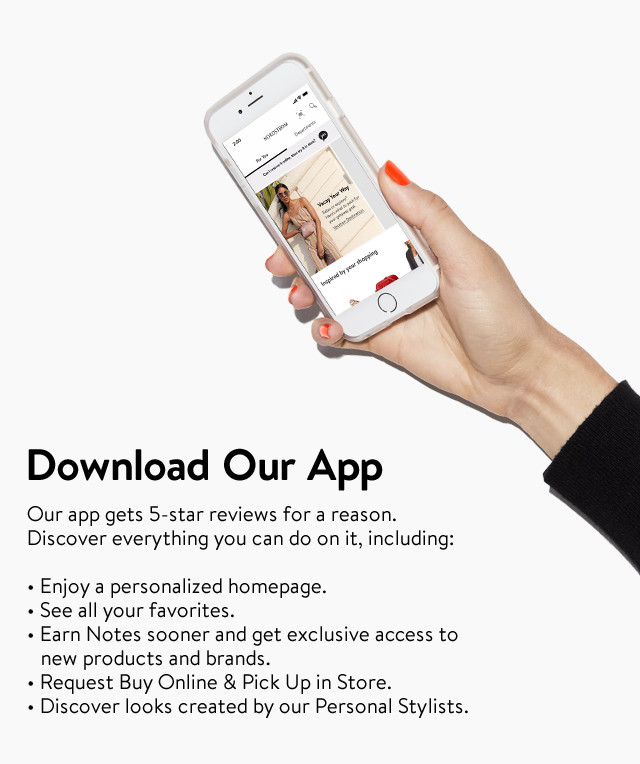 2:00
NORDSTROM
For You
Departments
Vacay Your Way
Inspired by your shopping
Download Our App
Our app gets 5-star reviews for a reason.
Discover everything you can do on it, including:
• Enjoy a personalized homepage.
• See all your favorites.
• Earn Notes sooner and get exclusive access to
new products and brands.
• Request Buy Online & Pick Up in Store.
• Discover looks created by our Personal Stylists.